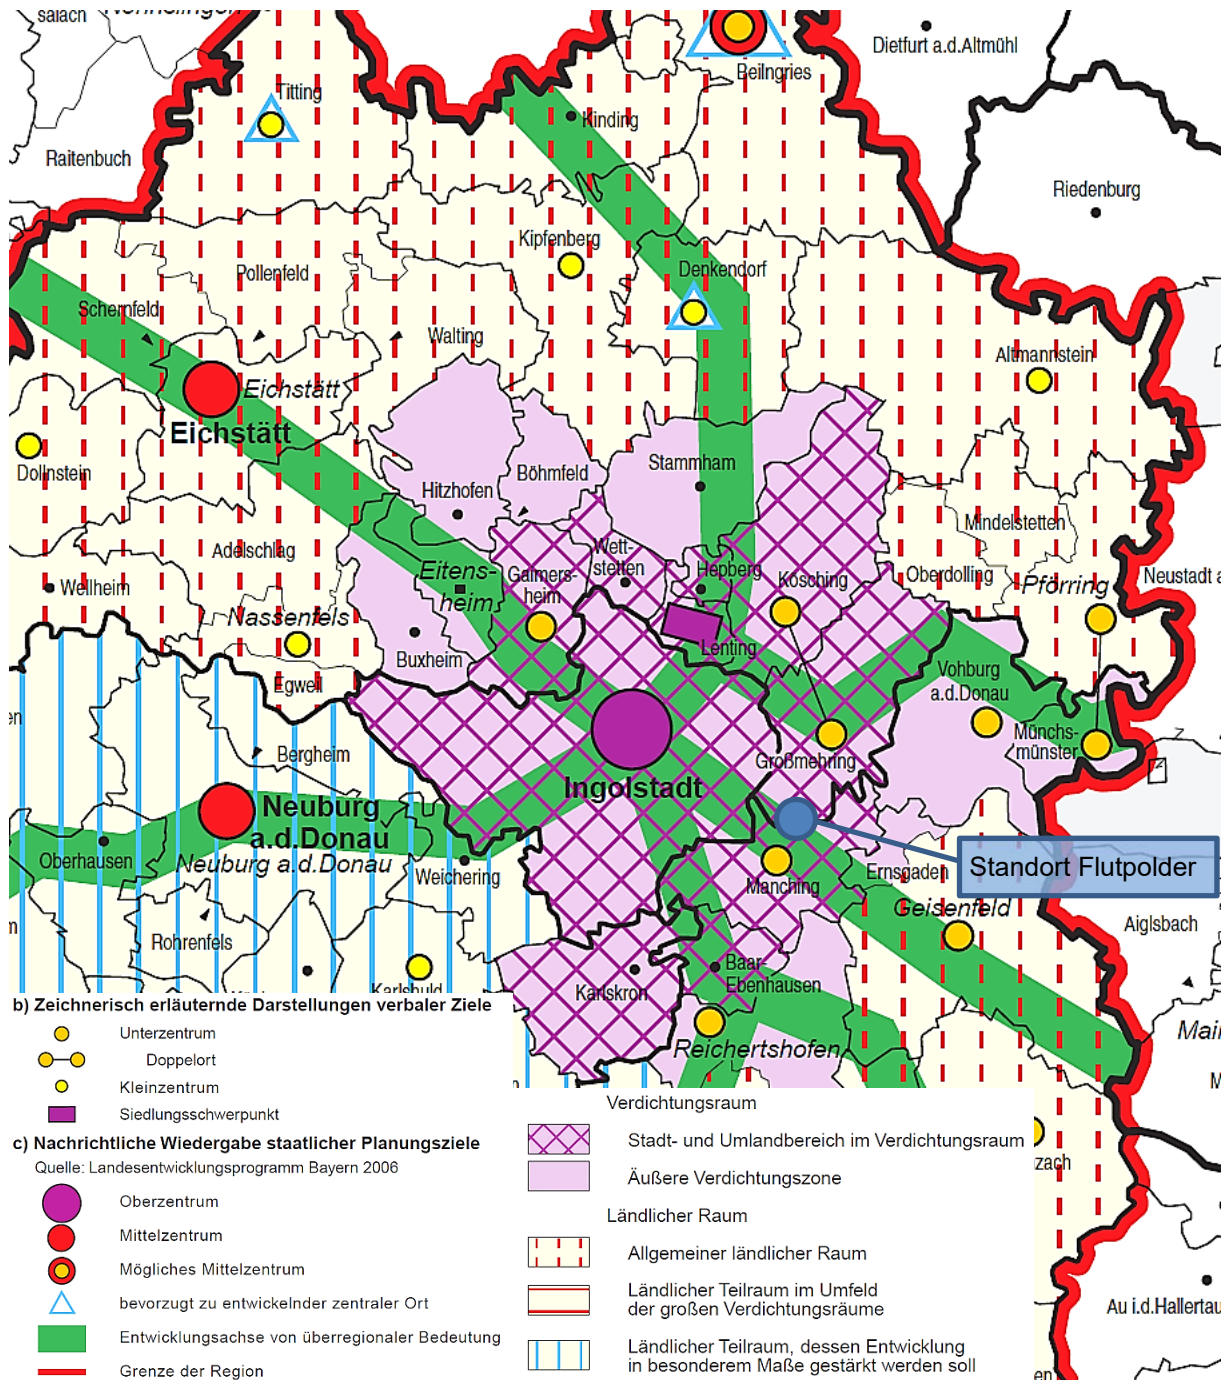 salach
Nennslingen
Dietfurt a.d.Altmühl
Beilngries
Titting
Kinding
Raitenbuch
Riedenburg
Kipfenberg
Pollenfeld
Denkendorf
Schernfeld
Walting
Altmannstein
Eichstätt
Eichstätt
Dollnstein
Böhmfeld
Stammham
Hitzhofen
Mindelstetten
Adelschlag
Wett-
stetten
Eitens-
heim
Gaimers-
heim
Hepberg
Kösching
Oberdolling
Pförring
Neustadt a
Wellheim
Nassenfels
Buxheim
Lenting
Egweil
Vohburg
a.d.Donau
en
Bergheim
Münchs-
münster
Z
Großmehring
Ingolstadt
Neuburg
a.d.Donau
Neuburg a.d.Donau
Oberhausen
Weichering
Manching
Ernsgaden
Standort Flutpolder
Geisenfeld
Aiglsbach
m
Rohrenfels
Karlshuld
Karlskron
Baar-
Ebenhausen
Reichertshofen
Mair
M
zach
Au i.d.Hallertau
en
b) Zeichnerisch erläuternde Darstellungen verbaler Ziele
Unterzentrum
Doppelort
Kleinzentrum
Siedlungsschwerpunkt
c) Nachrichtliche Wiedergabe staatlicher Planungsziele
Quelle: Landesentwicklungsprogramm Bayern 2006
Oberzentrum
Mittelzentrum
Mögliches Mittelzentrum
bevorzugt zu entwickelnder zentraler Ort
Entwicklungsachse von überregionaler Bedeutung
Grenze der Region
Verdichtungsraum
Stadt- und Umlandbereich im Verdichtungsraum
Äußere Verdichtungszone
Ländlicher Raum
Allgemeiner ländlicher Raum
Ländlicher Teilraum im Umfeld
der großen Verdichtungsräume
Ländlicher Teilraum, dessen Entwicklung
in besonderem Maße gestärkt werden soll